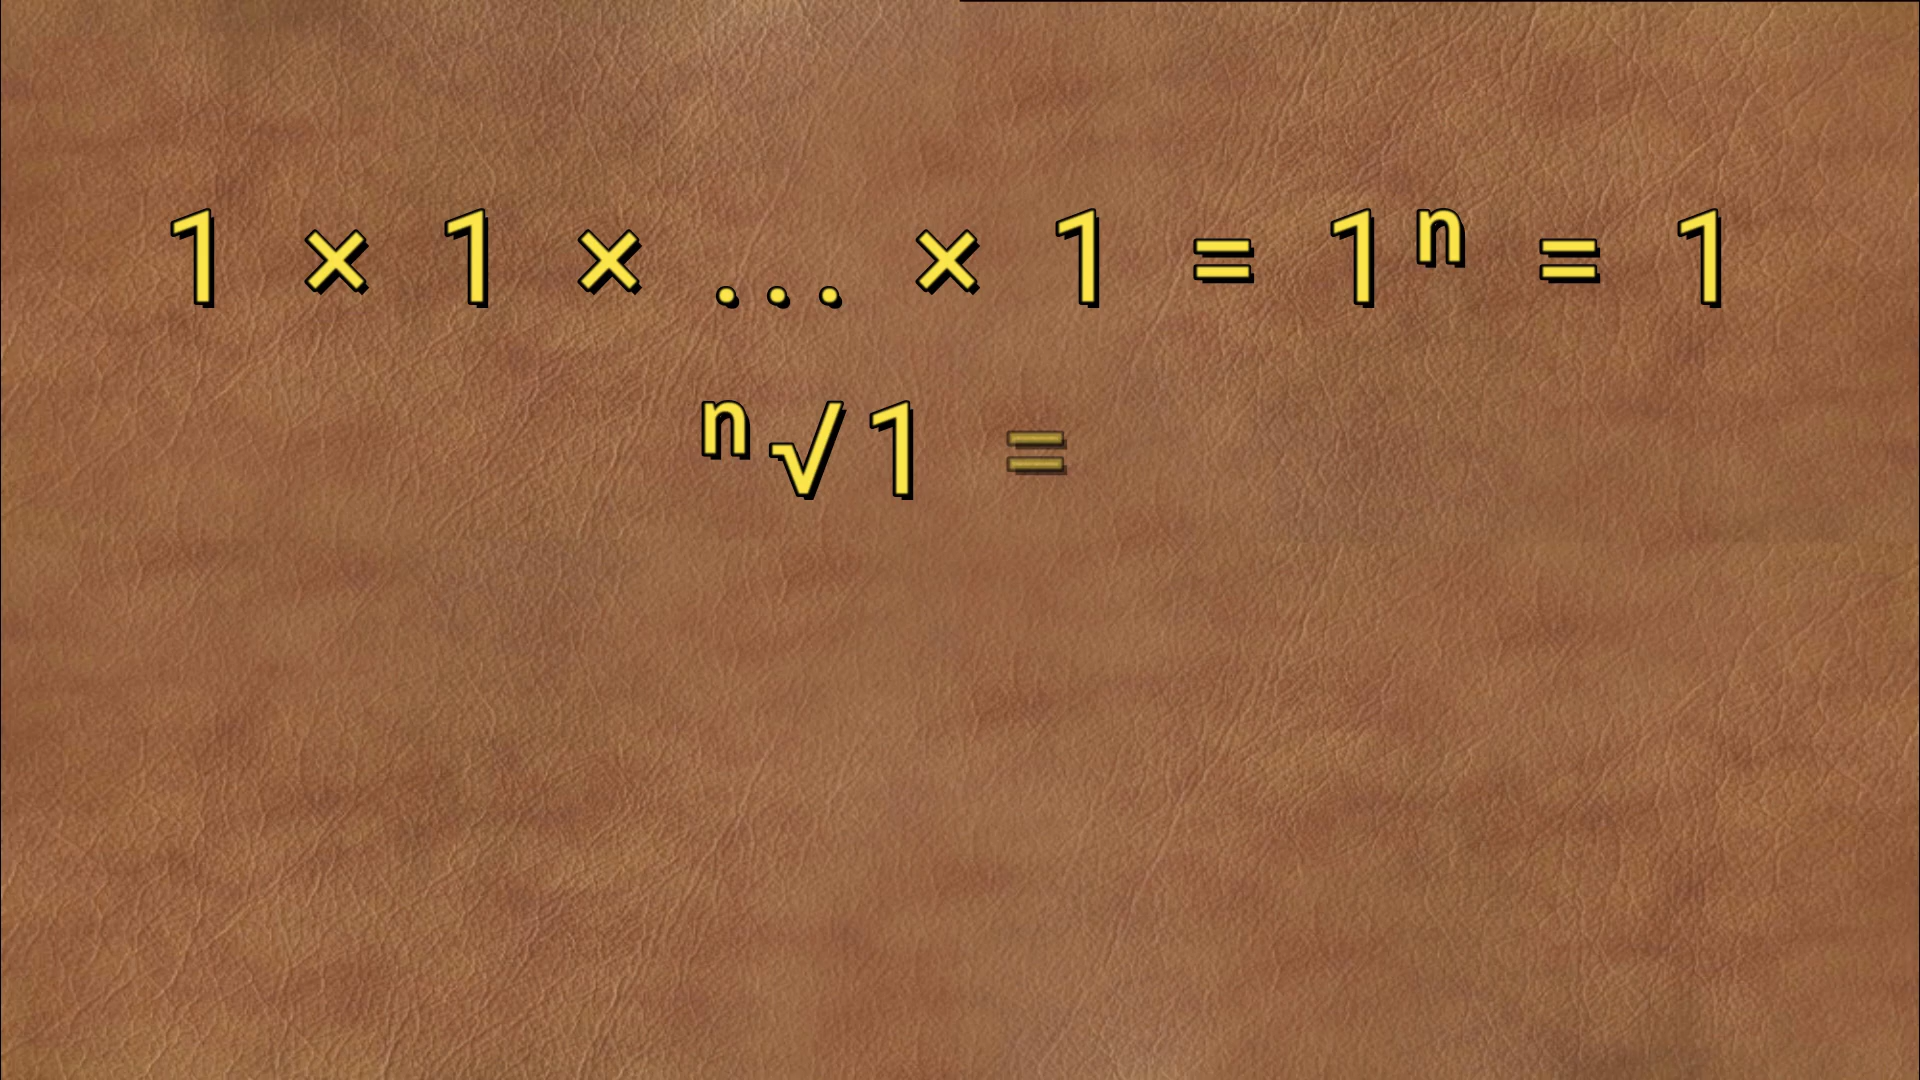 1 × 1 × ... × 1 = 1ⁿ = 1
ⁿ√1 =